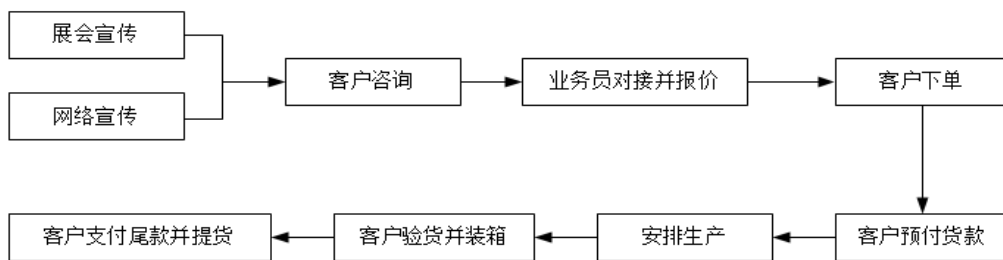 展会宣传
网络宣传
客户咨询
业务员对接并报价
客户下单
客户预付货款
安排生产
客户验货并装箱
客户支付尾款并提货